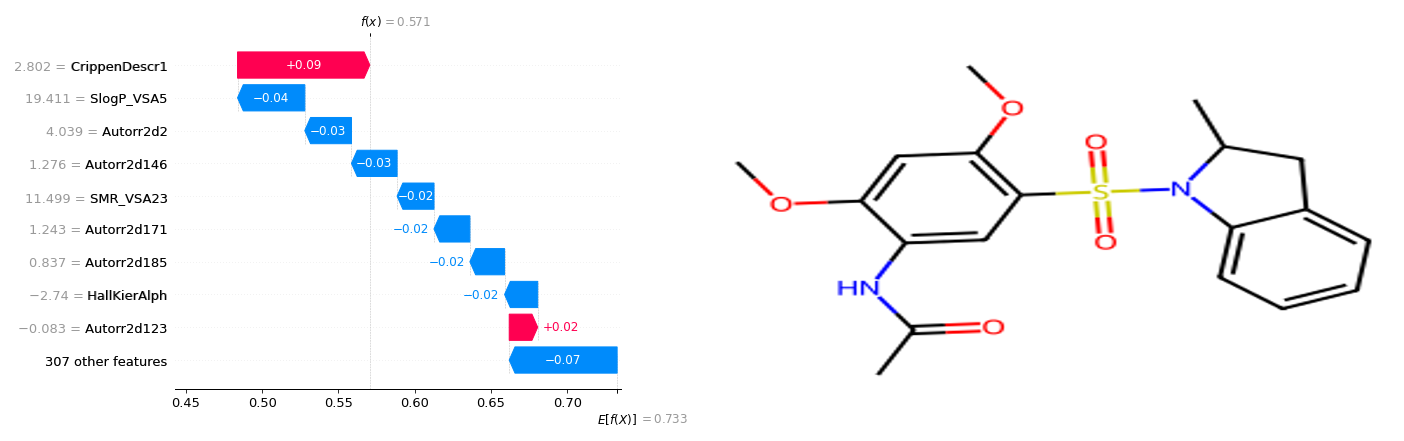 f(x) = 0.571
2.802 = CrippenDescr1
+0.09
19.411 = SlogP_VSA5
−0.04
4.039 = Autorr2d2
−0.03
1.276 = Autorr2d146
−0.03
11.499 = SMR_VSA23
−0.02
1.243 = Autorr2d171
−0.02
0.837 = Autorr2d185
−0.02
−2.74 = HallKierAlph
−0.02
−0.083 = Autorr2d123
+0.02
307 other features
−0.07
0.45 0.50 0.55 0.60 0.65 0.70
E[f(X)] = 0.733
O
O
O
S
N
O
HN
O